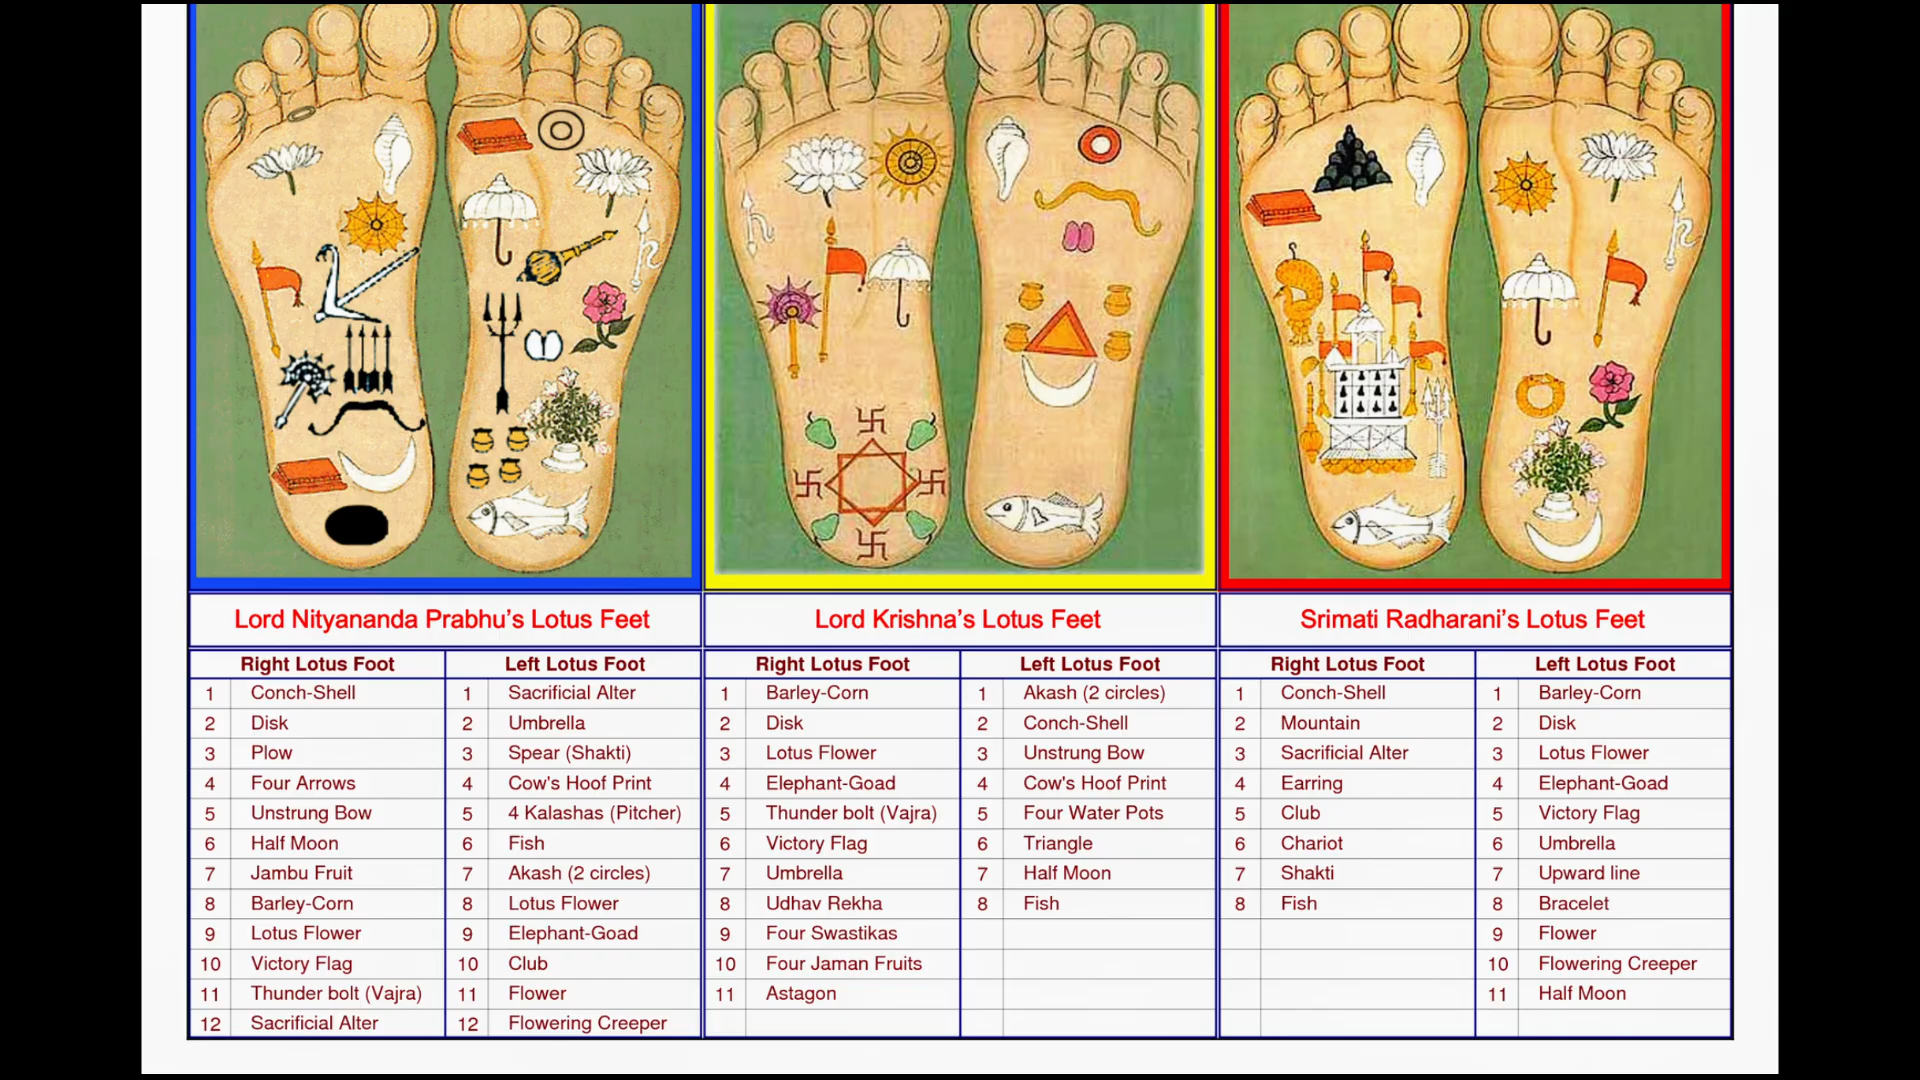 Lord Nityananda Prabhu's Lotus Feet
Right Lotus Foot
1 Conch-Shell
2 Disk
3 Plow
4 Four Arrows
5 Unstrung Bow
6 Half Moon
7 Jambu Fruit
8 Barley-Corn
9 Lotus Flower
10 Victory Flag
11 Thunder bolt (Vajra)
12 Sacrificial Alter
Left Lotus Foot
1 Sacrificial Alter
2 Umbrella
3 Spear (Shakti)
4 Cow's Hoof Print
5 4 Kalashas (Pitcher)
6 Fish
7 Akash (2 circles)
8 Lotus Flower
9 Elephant-Goad
10 Club
11 Flower
12 Flowering Creeper
Lord Krishna's Lotus Feet
Right Lotus Foot
1 Barley-Corn
2 Disk
3 Lotus Flower
4 Elephant-Goad
5 Thunder bolt (Vajra)
6 Victory Flag
7 Umbrella
8 Udhav Rekha
9 Four Swastikas
10 Four Jaman Fruits
11 Astagon
Left Lotus Foot
1 Akash (2 circles)
2 Conch-Shell
3 Unstrung Bow
4 Cow's Hoof Print
5 Four Water Pots
6 Triangle
7 Half Moon
8 Fish
Srimati Radharani's Lotus Feet
Right Lotus Foot
1 Conch-Shell
2 Mountain
3 Sacrificial Alter
4 Earring
5 Club
6 Chariot
7 Shakti
8 Fish
Left Lotus Foot
1 Barley-Corn
2 Disk
3 Lotus Flower
4 Elephant-Goad
5 Victory Flag
6 Umbrella
7 Upward line
8 Bracelet
9 Flower
10 Flowering Creeper
11 Half Moon